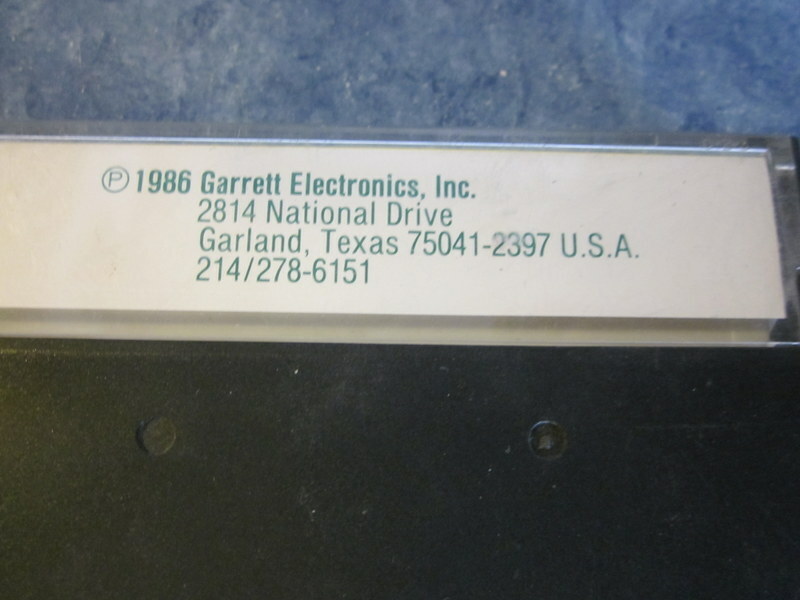 ℗ 1986 Garrett Electronics, Inc.
2814 National Drive
Garland, Texas 75041-2397 U.S.A.
214/278-6151